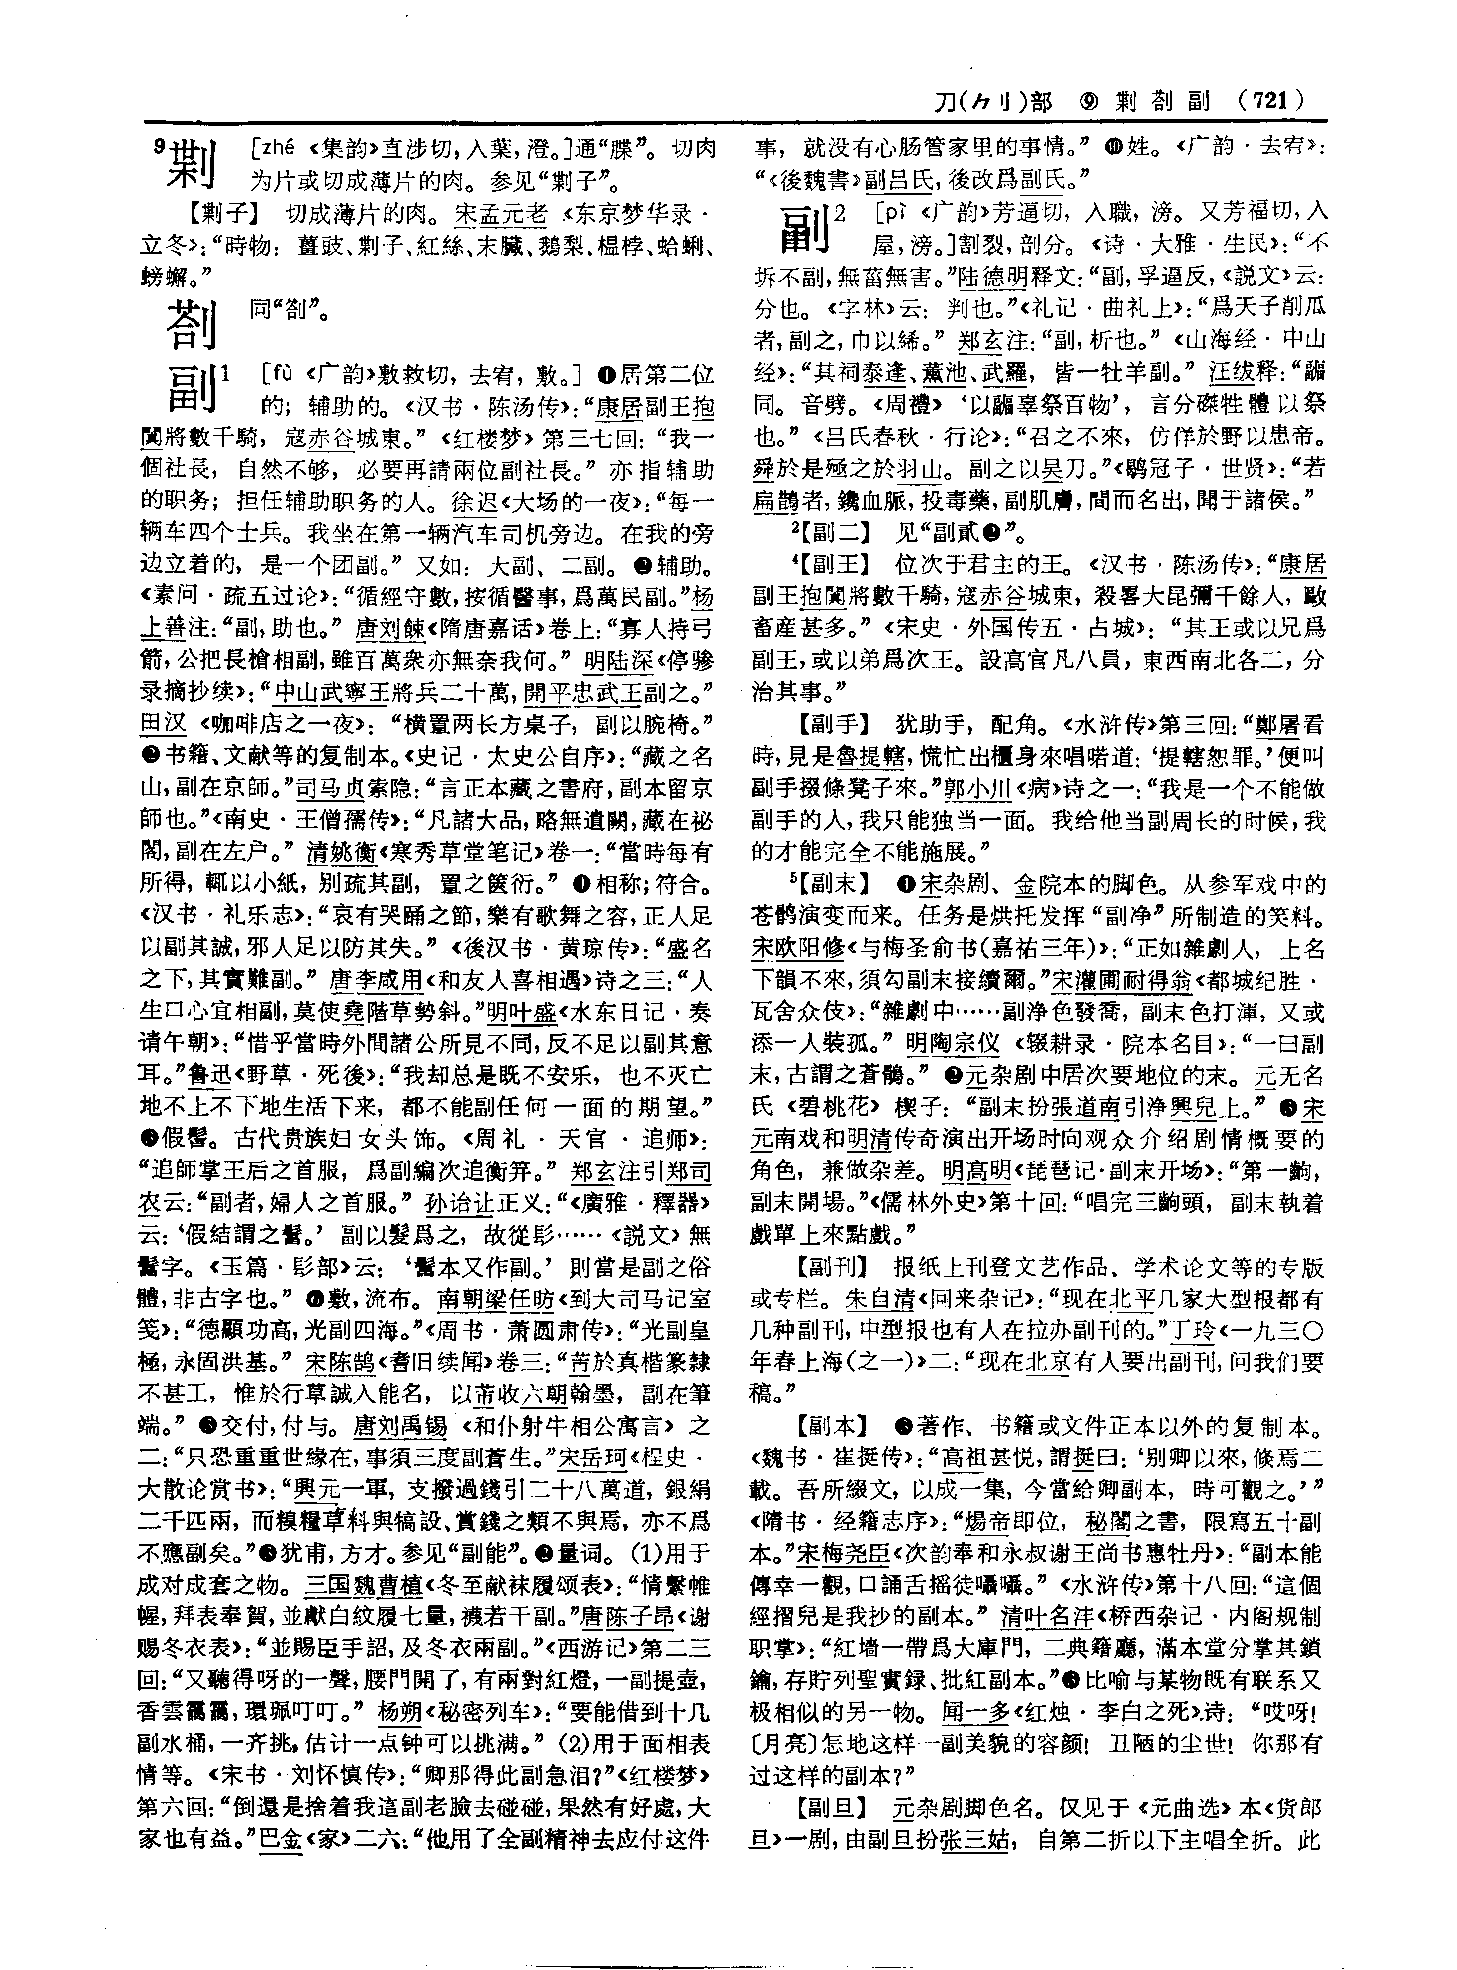 刀(⺈刂)部 ⑨ 剿 劄 副 (721)
9 [zhé《集韵》直涉切,入葉,澄。]通“牒”。切肉
为片或切成薄片的肉。参见“剿子”。
切成薄片的肉。宋孟元老《东京梦华录·
立冬》:“時物:薑豉、剿子、紅絲、末臟、鵝梨、榅桲、蛤蜊、
螃蠏。”
劄 同“劄”。
副1 [fù《广韵》敷救切,去宥,敷。]❶居第二位
的;辅助的。《汉书·陈汤传》:“康居副王抱
闐將數千騎,寇赤谷城東。”《红楼梦》第三七回:“我一
個社長,自然不够,必要再請兩位副社長。”亦指辅助
的职务;担任辅助职务的人。徐迟《大场的一夜》:“每一
辆车四个士兵。我坐在第一辆汽车司机旁边。在我的旁
边立着的,是一个团副。”又如:大副、二副。❷辅助。
《素问·疏五过论》:“循經守數,按循醫事,爲萬民副。”杨
上善注:“副,助也。”唐刘餗《隋唐嘉话》卷上:“寡人持弓
箭,公把長槍相副,雖百萬衆亦無奈我何。”明陆深《停骖
录摘抄续》:“中山武寧王將兵二十萬,開平忠武王副之。”
田汉《咖啡店之一夜》:“横置两长方桌子,副以腕椅。”
❸书籍、文献等的复制本。《史记·太史公自序》:“藏之名
山,副在京師。”司马贞索隐:“言正本藏之書府,副本留京
師也。”《南史·王僧孺传》:“凡諸大品,略無遺闕,藏在祕
閣,副在左户。”清姚衡《寒秀草堂笔记》卷一:“當時每有
所得,輒以小紙,别疏其副,置之篋衍。”❹相称;符合。
《汉书·礼乐志》:“哀有哭踊之節,樂有歌舞之容,正人足
以副其誠,邪人足以防其失。”《後汉书·黄琼传》:“盛名
之下,其實難副。”唐李咸用《和友人喜相遇》诗之三:“人
生口心宜相副,莫使堯階草勢斜。”明叶盛《水东日记·奏
请午朝》:“惜乎當時外間諸公所見不同,反不足以副其意
耳。”鲁迅《野草·死後》:“我却总是既不安乐,也不灭亡
地不上不下地生活下来,都不能副任何一面的期望。”
❺假髻。古代贵族妇女头饰。《周礼·天官·追师》:
“追師掌王后之首服,爲副編次追衡笄。”郑玄注引郑司
农云:“副者,婦人之首服。”孙诒让正义:“《廣雅·釋器》
云:‘假結謂之䯸。’副以髮爲之,故從髟……《説文》無
䯸字。《玉篇·髟部》云:‘䯸本又作副。’則當是副之俗
體,非古字也。”❻敷,流布。南朝梁任昉《到大司马记室
笺》:“德顯功高,光副四海。”《周书·萧圆肃传》:“光副皇
極,永固洪基。”宋陈鹄《耆旧续闻》卷三:“芾於真楷篆隸
不甚工,惟於行草誠入能名,以芾收六朝翰墨,副在筆
端。”❼交付,付与。唐刘禹锡《和仆射牛相公寓言》之
二:“只恐重重世緣在,事須三度副蒼生。”宋岳珂《桯史·
大散论赏书》:“興元一軍,支撥過錢引二十八萬道,銀絹
二千匹兩,而糗糧草料與犒設、賞錢之類不與焉,亦不爲
不應副矣。”❽犹甫,方才。参见“副能”。❾量词。(1)用于
成对成套之物。三国魏曹植《冬至献袜履颂表》:“情繫帷
幄,拜表奉賀,並獻白紋履七量,襪若干副。”唐陈子昂《谢
赐冬衣表》:“並賜臣手詔,及冬衣兩副。”《西游记》第二三
回:“又聽得呀的一聲,腰門開了,有兩對紅燈,一副提壺,
香雲靄靄,環珮叮叮。”杨朔《秘密列车》:“要能借到十几
副水桶,一齐挑,估计一点钟可以挑满。”(2)用于面相表
情等。《宋书·刘怀慎传》:“卿那得此副急泪?”《红楼梦》
第六回:“倒還是捨着我這副老臉去碰碰,果然有好處,大
家也有益。”巴金《家》二六:“他用了全副精神去应付这件
事,就没有心肠管家里的事情。”❿姓。《广韵·去宥》:
“《後魏書》副吕氏,後改爲副氏。”
副2 [pì《广韵》芳逼切,入職,滂。又芳福切,入
屋,滂。]割裂,剖分。《诗·大雅·生民》:“不
坼不副,無菑無害。”陆德明释文:“副,孚逼反,《説文》云:
分也。《字林》云:判也。”《礼记·曲礼上》:“爲天子削瓜
者,副之,巾以絺。”郑玄注:“副,析也。”《山海经·中山
经》:“其祠泰逢、薰池、武羅,皆一牡羊副。”汪绂释:“疈
同。音劈。《周禮》‘以疈辜祭百物’,言分磔牲體以祭
也。”《吕氏春秋·行论》:“召之不來,仿佯於野以患帝。
舜於是殛之於羽山。副之以吴刀。”《鹖冠子·世贤》:“若
扁鹊者,鑱血脈,投毒藥,副肌膚,間而名出,聞于諸侯。”
2【副二】 见“副貳❷”。
4【副王】 位次于君主的王。《汉书·陈汤传》:“康居
副王抱闐將數千騎,寇赤谷城東,殺畧大昆彌千餘人,敺
畜産甚多。”《宋史·外国传五·占城》:“其王或以兄爲
副王,或以弟爲次王。設高官凡八員,東西南北各二,分
治其事。”
【副手】 犹助手,配角。《水浒传》第三回:“鄭屠看
時,見是魯提轄,慌忙出櫃身來唱喏道:‘提轄恕罪。’便叫
副手掇條凳子來。”郭小川《病》诗之一:“我是一个不能做
副手的人,我只能独当一面。我给他当副周长的时候,我
的才能完全不能施展。”
5【副末】 ❶宋杂剧、金院本的脚色。从参军戏中的
苍鹘演变而来。任务是烘托发挥“副净”所制造的笑料。
宋欧阳修《与梅圣俞书(嘉祐三年)》:“正如雜劇人,上名
下韻不來,須勾副末接續爾。”宋灌圃耐得翁《都城纪胜·
瓦舍众伎》:“雜劇中……副净色發喬,副末色打渾,又或
添一人裝孤。”明陶宗仪《辍耕录·院本名目》:“一曰副
末,古謂之蒼鶻。”❷元杂剧中居次要地位的末。元无名
氏《碧桃花》楔子:“副末扮張道南引净興兒上。”❸宋
元南戏和明清传奇演出开场时向观众介绍剧情概要的
角色,兼做杂差。明高明《琵琶记·副末开场》:“第一齣,
副末開場。”《儒林外史》第十回:“唱完三齣頭,副末執着
戲單上來點戲。”
【副刊】 报纸上刊登文艺作品、学术论文等的专版
或专栏。朱自清《回来杂记》:“现在北平几家大型报都有
几种副刊,中型报也有人在拉办副刊的。”丁玲《一九三〇
年春上海(之一)》二:“现在北京有人要出副刊,问我们要
稿。”
【副本】 ❶著作、书籍或文件正本以外的复制本。
《魏书·崔挺传》:“高祖甚悦,謂挺曰:‘别卿以來,倏焉二
載。吾所綴文,以成一集,今當給卿副本,時可觀之。’”
《隋书·经籍志序》:“煬帝即位,秘閣之書,限寫五十副
本。”宋梅尧臣《次韵奉和永叔谢王尚书惠牡丹》:“副本能
傳幸一觀,口誦舌摇徒囁囁。”《水浒传》第十八回:“這個
經摺兒是我抄的副本。”清叶名沣《桥西杂记·内阁规制
职掌》:“紅墻一帶爲大庫門,二典籍廳,滿本堂分掌其鎖
鑰,存貯列聖實録、批紅副本。”❷比喻与某物既有联系又
极相似的另一物。闻一多《红烛·李白之死》诗:“哎呀!
〔月亮〕怎地这样一副美貌的容颜!丑陋的尘世!你那有
过这样的副本?”
【副旦】 元杂剧脚色名。仅见于《元曲选》本《货郎
旦》一剧,由副旦扮张三姑,自第二折以下主唱全折。此